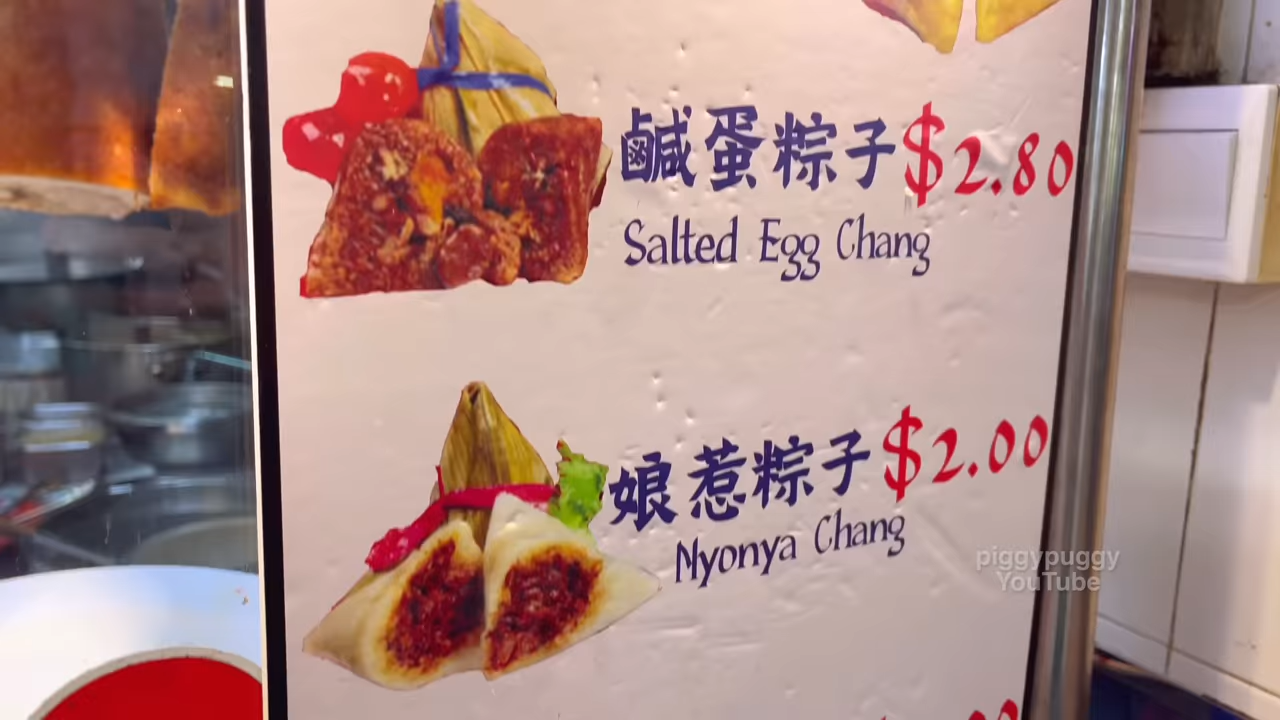 鹹蛋粽子 $2.80
Salted Egg Chang
娘惹粽子 $2.00
Nyonya Chang
piggypuggy
YouTube